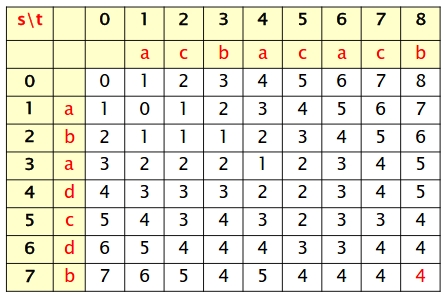 s\t 0 1 2 3 4 5 6 7 8
a c b a c a c b
0 0 1 2 3 4 5 6 7 8
1 a 1 0 1 2 3 4 5 6 7
2 b 2 1 1 1 2 3 4 5 6
3 a 3 2 2 2 1 2 3 4 5
4 d 4 3 3 3 2 2 3 4 5
5 c 5 4 3 4 3 2 3 3 4
6 d 6 5 4 4 4 3 3 4 4
7 b 7 6 5 4 5 4 4 4 4